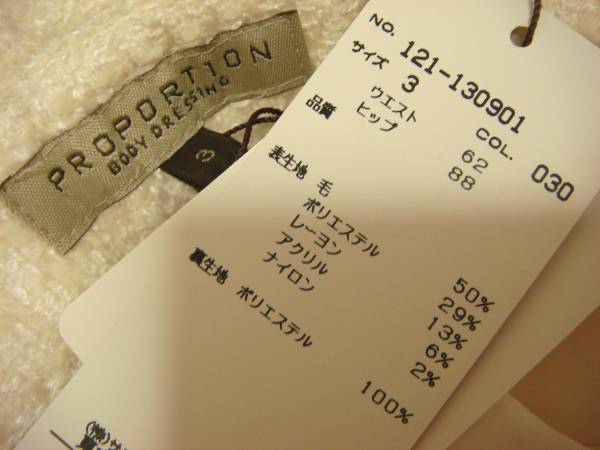 PROPORTION
BODY DRESSING
3
NO. 121-130901
サイズ 3 COL. 030
ウエスト 62
ヒップ 88
品質
表生地 毛 50%
ポリエステル 29%
レーヨン 13%
アクリル 6%
ナイロン 2%
裏生地 ポリエステル 100%
(株)サ